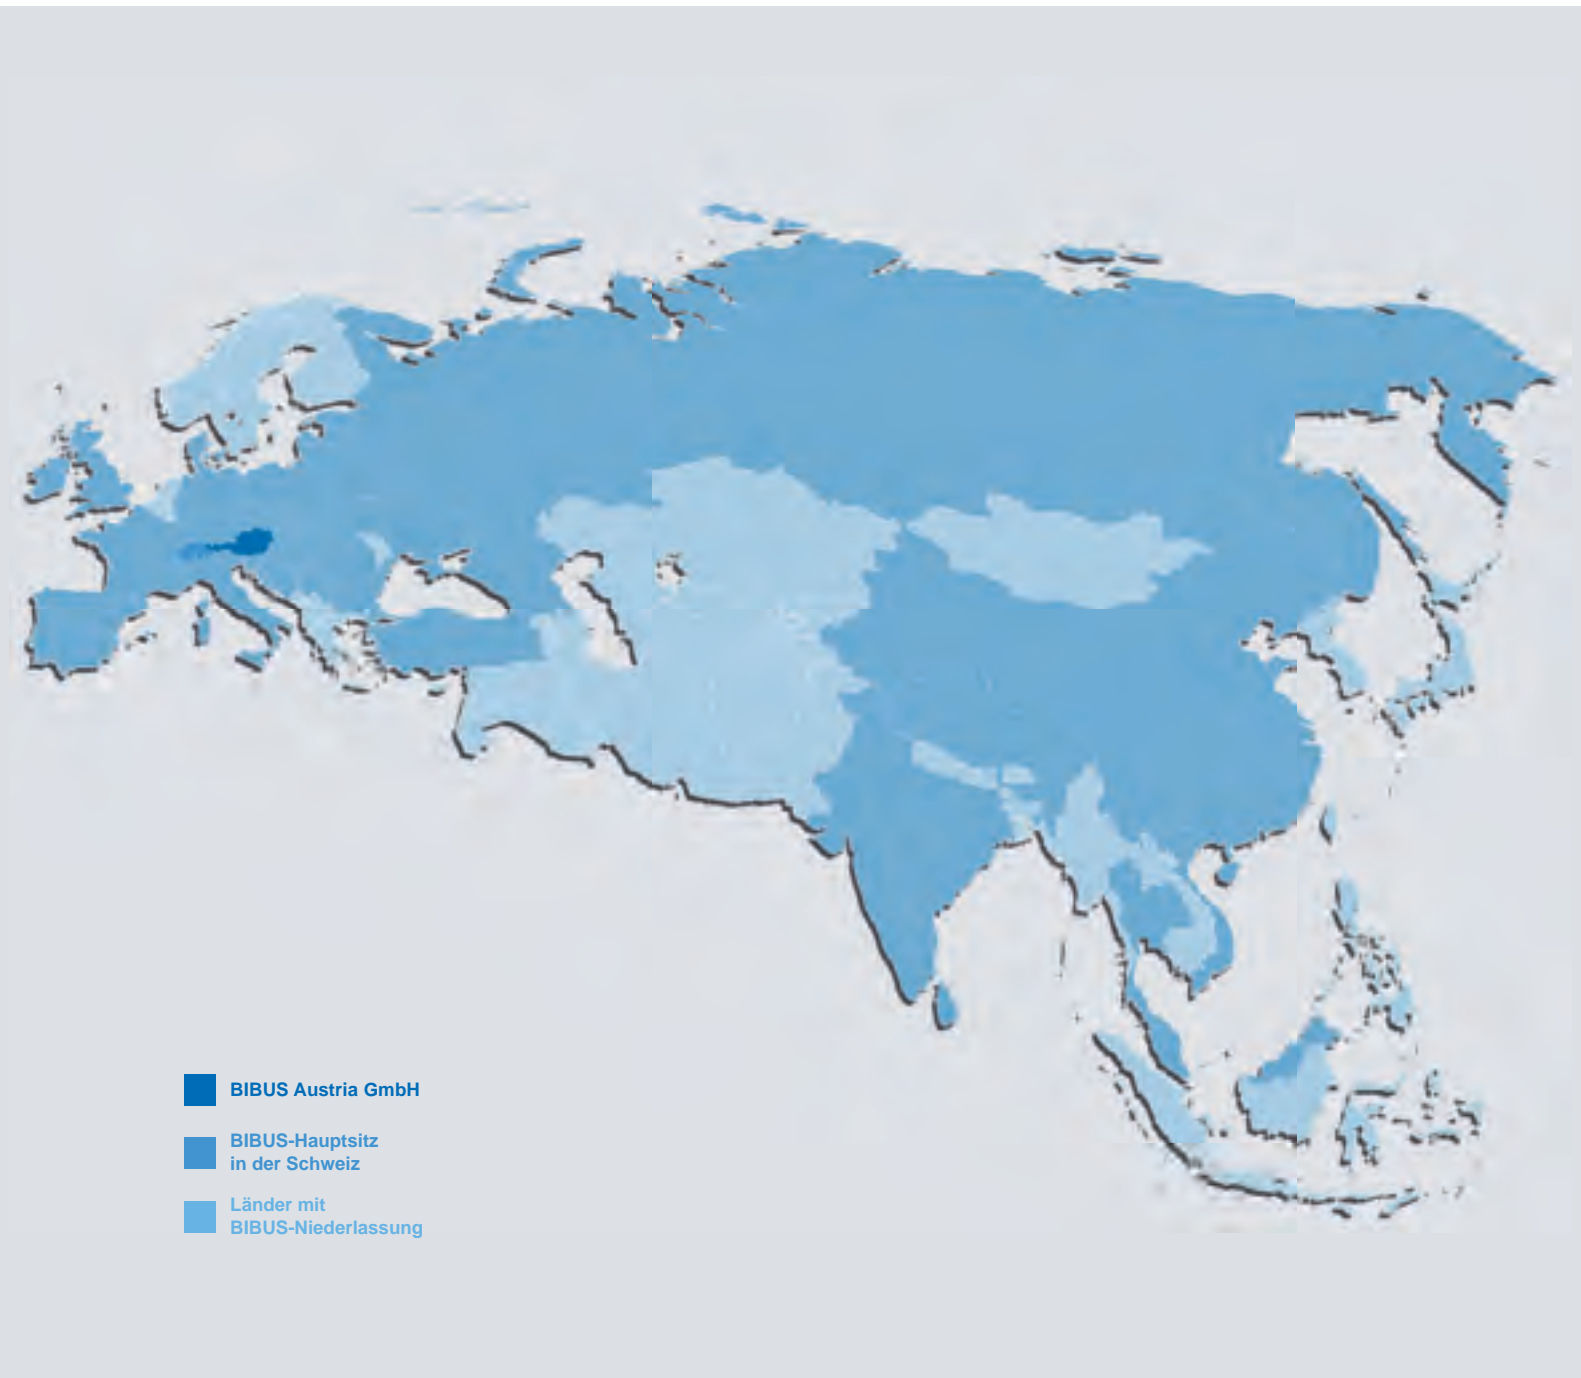 BIBUS Austria GmbH
BIBUS-Hauptsitz
in der Schweiz
Länder mit
BIBUS-Niederlassung